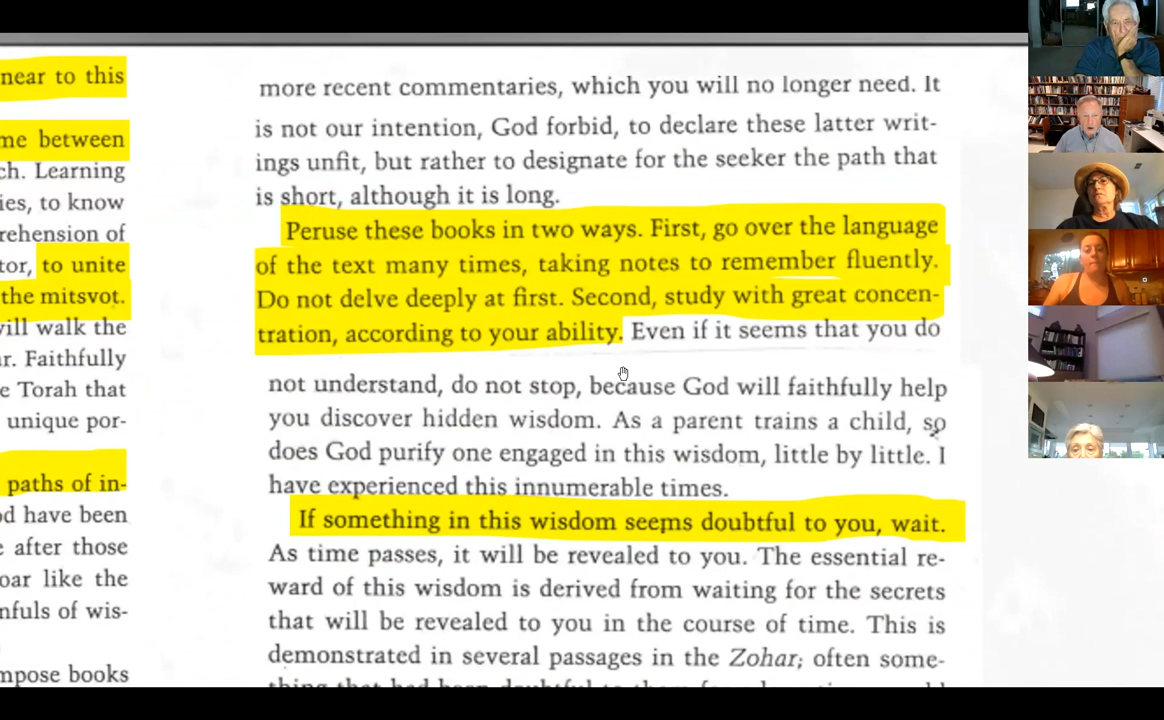 near to this
me between
ch. Learning
ies, to know
rehension of
tor, to unite
the mitsvot.
vill walk the
ar. Faithfully
e Torah that
unique por-
paths of in-
od have been
e after those
oar like the
nfuls of wis-
mpose books
more recent commentaries, which you will no longer need. It
is not our intention, God forbid, to declare these latter writ-
ings unfit, but rather to designate for the seeker the path that
is short, although it is long.
Peruse these books in two ways. First, go over the language
of the text many times, taking notes to remember fluently.
Do not delve deeply at first. Second, study with great concen-
tration, according to your ability. Even if it seems that you do
not understand, do not stop, because God will faithfully help
you discover hidden wisdom. As a parent trains a child, so
does God purify one engaged in this wisdom, little by little. I
have experienced this innumerable times.
If something in this wisdom seems doubtful to you, wait.
As time passes, it will be revealed to you. The essential re-
ward of this wisdom is derived from waiting for the secrets
that will be revealed to you in the course of time. This is
demonstrated in several passages in the Zohar; often some-